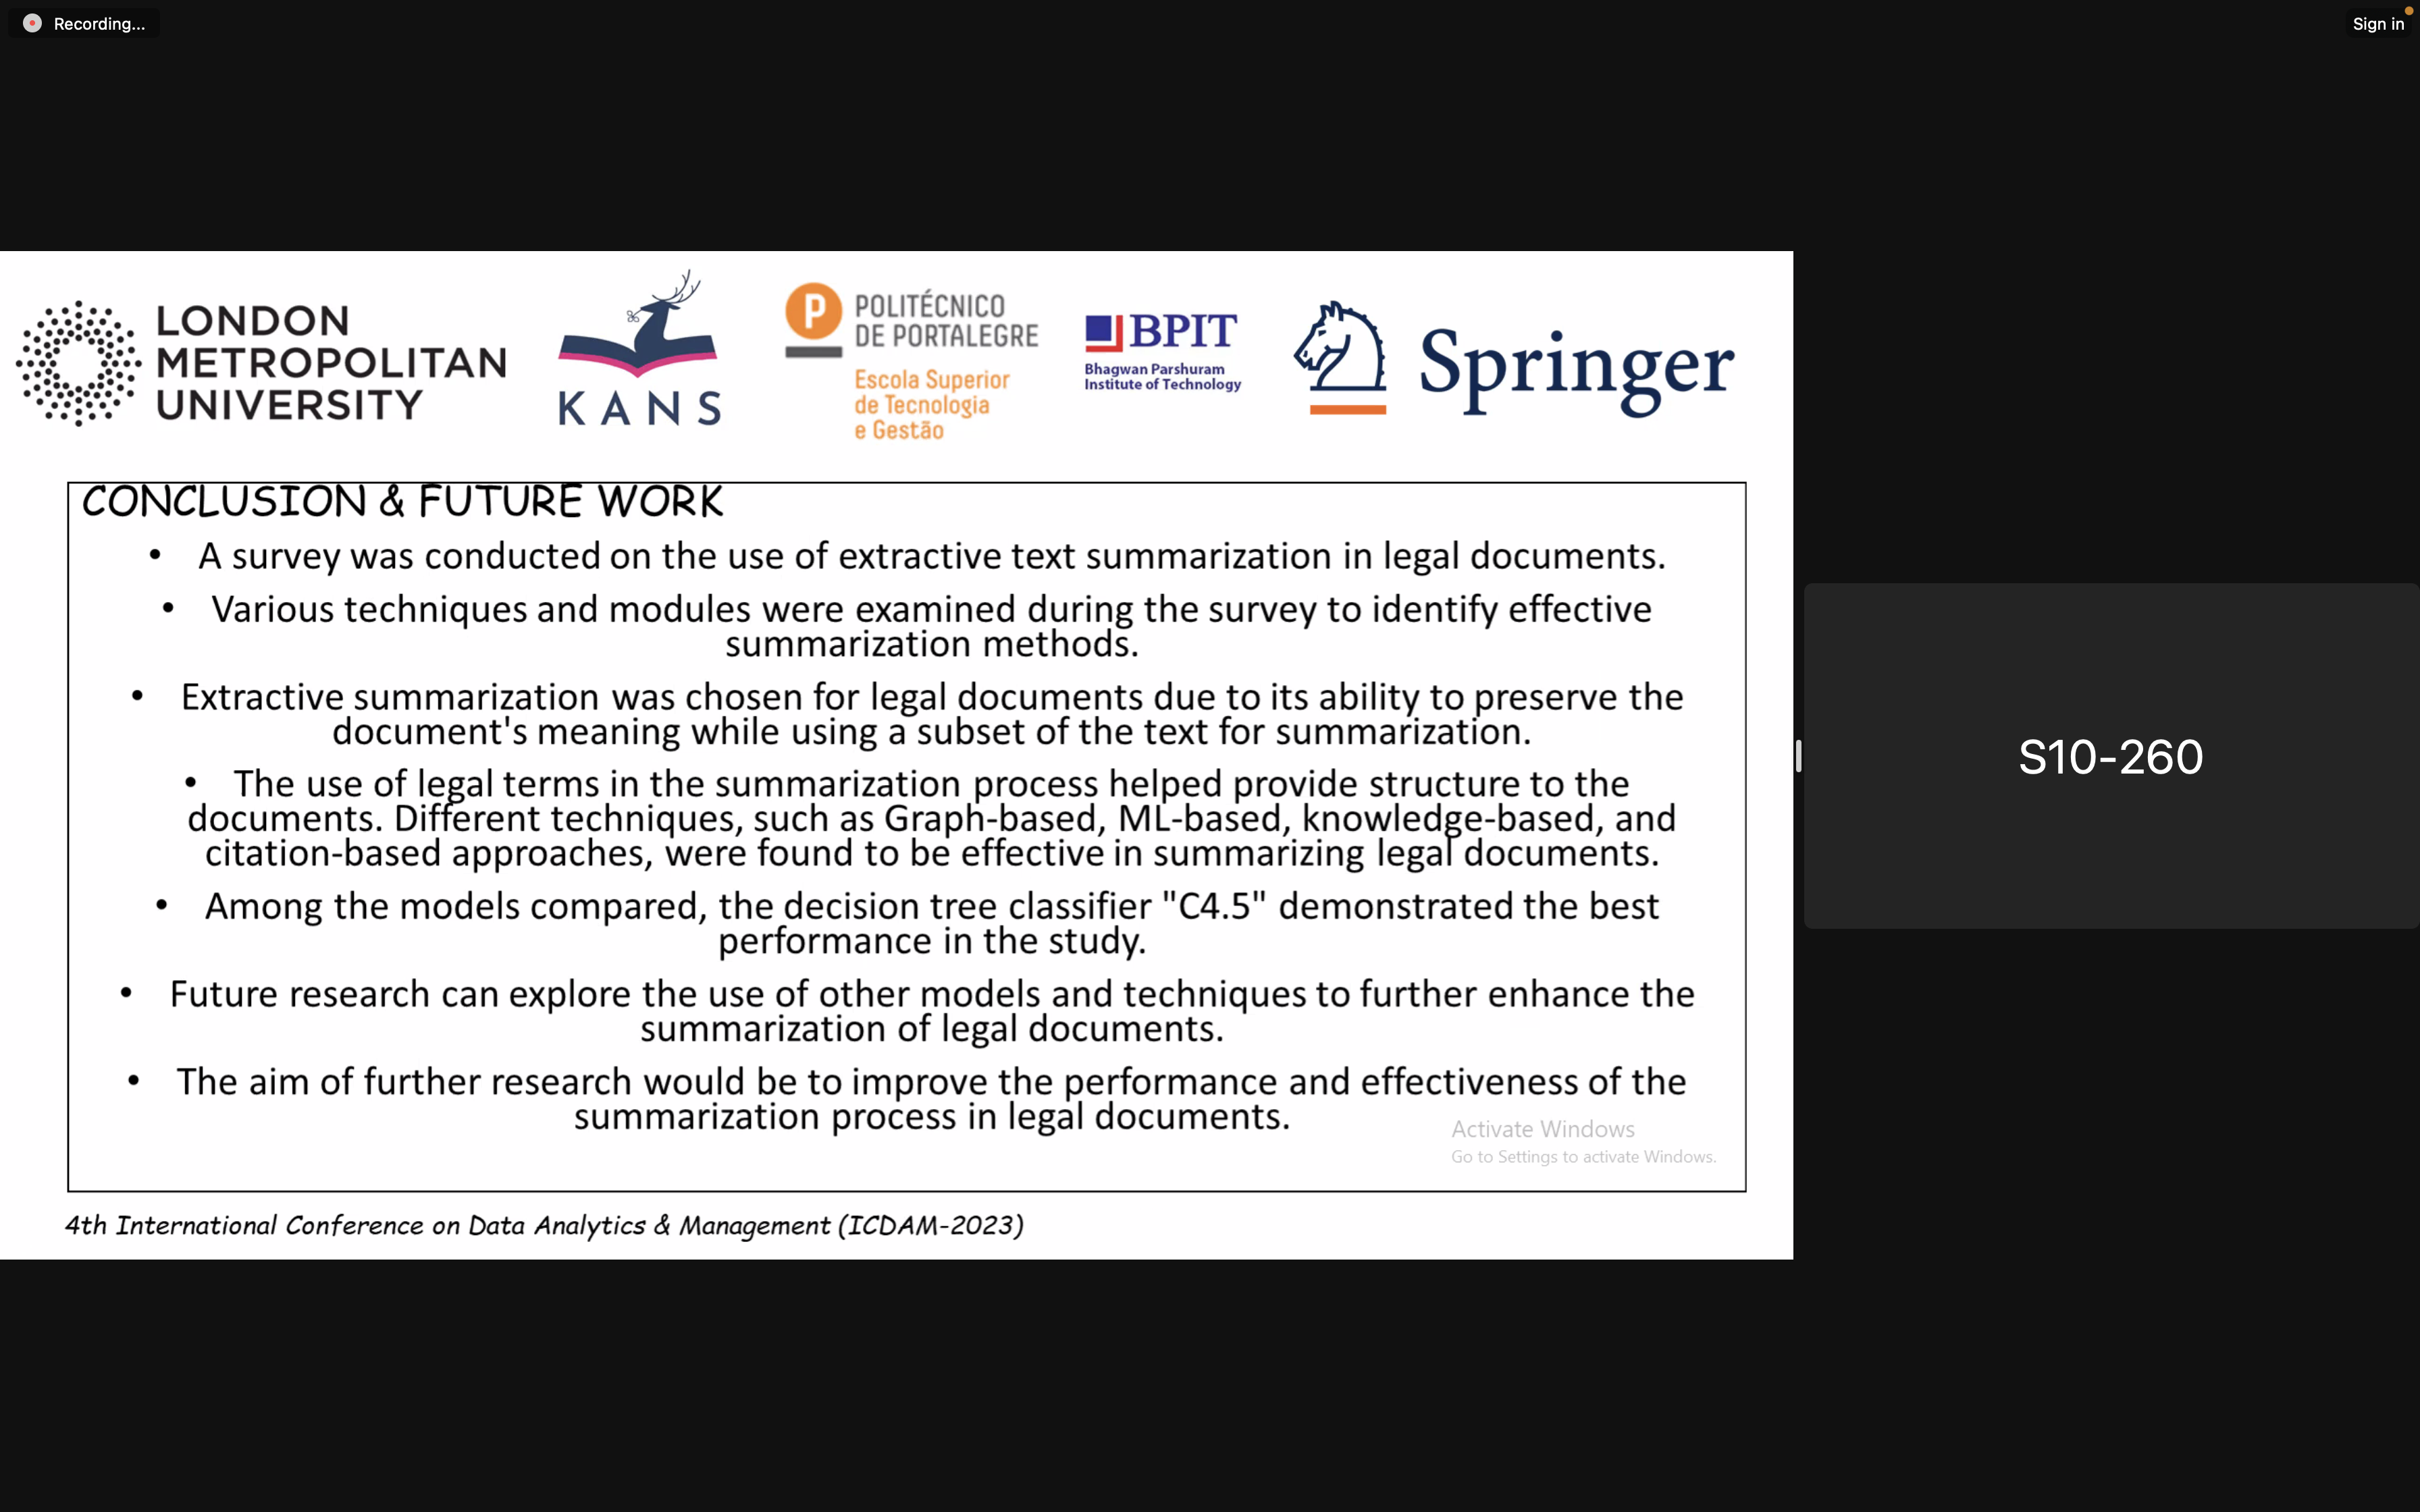 Recording...
Sign in
LONDON
METROPOLITAN
UNIVERSITY
KANS
P
POLITÉCNICO
DE PORTALEGRE
Escola Superior
de Tecnologia
e Gestão
BPIT
Bhagwan Parshuram
Institute of Technology
Springer
CONCLUSION & FUTURE WORK
• A survey was conducted on the use of extractive text summarization in legal documents.
• Various techniques and modules were examined during the survey to identify effective
summarization methods.
• Extractive summarization was chosen for legal documents due to its ability to preserve the
document's meaning while using a subset of the text for summarization.
• The use of legal terms in the summarization process helped provide structure to the
documents. Different techniques, such as Graph-based, ML-based, knowledge-based, and
citation-based approaches, were found to be effective in summarizing legal documents.
• Among the models compared, the decision tree classifier "C4.5" demonstrated the best
performance in the study.
• Future research can explore the use of other models and techniques to further enhance the
summarization of legal documents.
• The aim of further research would be to improve the performance and effectiveness of the
summarization process in legal documents.
Activate Windows
Go to Settings to activate Windows.
4th International Conference on Data Analytics & Management (ICDAM-2023)
S10-260